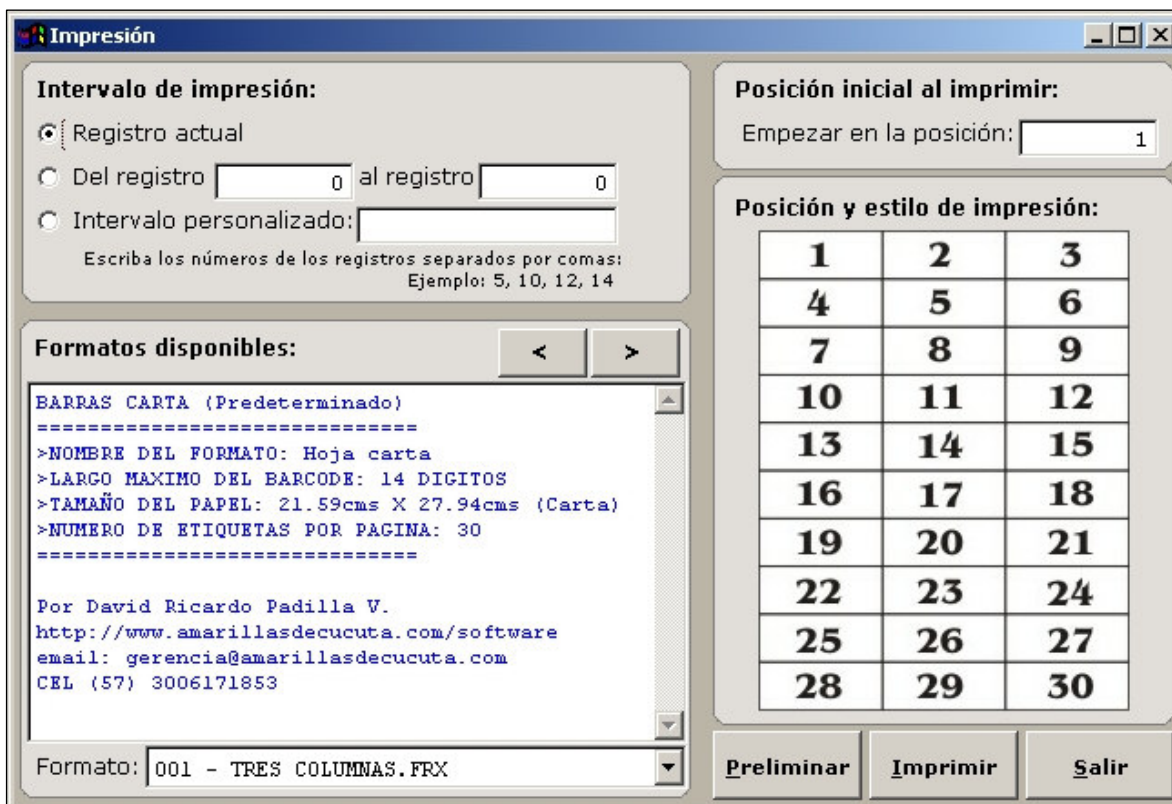 Impresión
Intervalo de impresión:
Registro actual
Del registro 0 al registro 0
Intervalo personalizado:
Escriba los números de los registros separados por comas:
Ejemplo: 5, 10, 12, 14
Formatos disponibles:
< >
BARRAS CARTA (Predeterminado)
==============================
>NOMBRE DEL FORMATO: Hoja carta
>LARGO MAXIMO DEL BARCODE: 14 DIGITOS
>TAMAÑO DEL PAPEL: 21.59cms X 27.94cms (Carta)
>NUMERO DE ETIQUETAS POR PAGINA: 30
==============================
Por David Ricardo Padilla V.
http://www.amarillasdecucuta.com/software
email: gerencia@amarillasdecucuta.com
CEL (57) 3006171853
Formato: 001 - TRES COLUMNAS.FRX
Posición inicial al imprimir:
Empezar en la posición: 1
Posición y estilo de impresión:
1 2 3
4 5 6
7 8 9
10 11 12
13 14 15
16 17 18
19 20 21
22 23 24
25 26 27
28 29 30
Preliminar Imprimir Salir